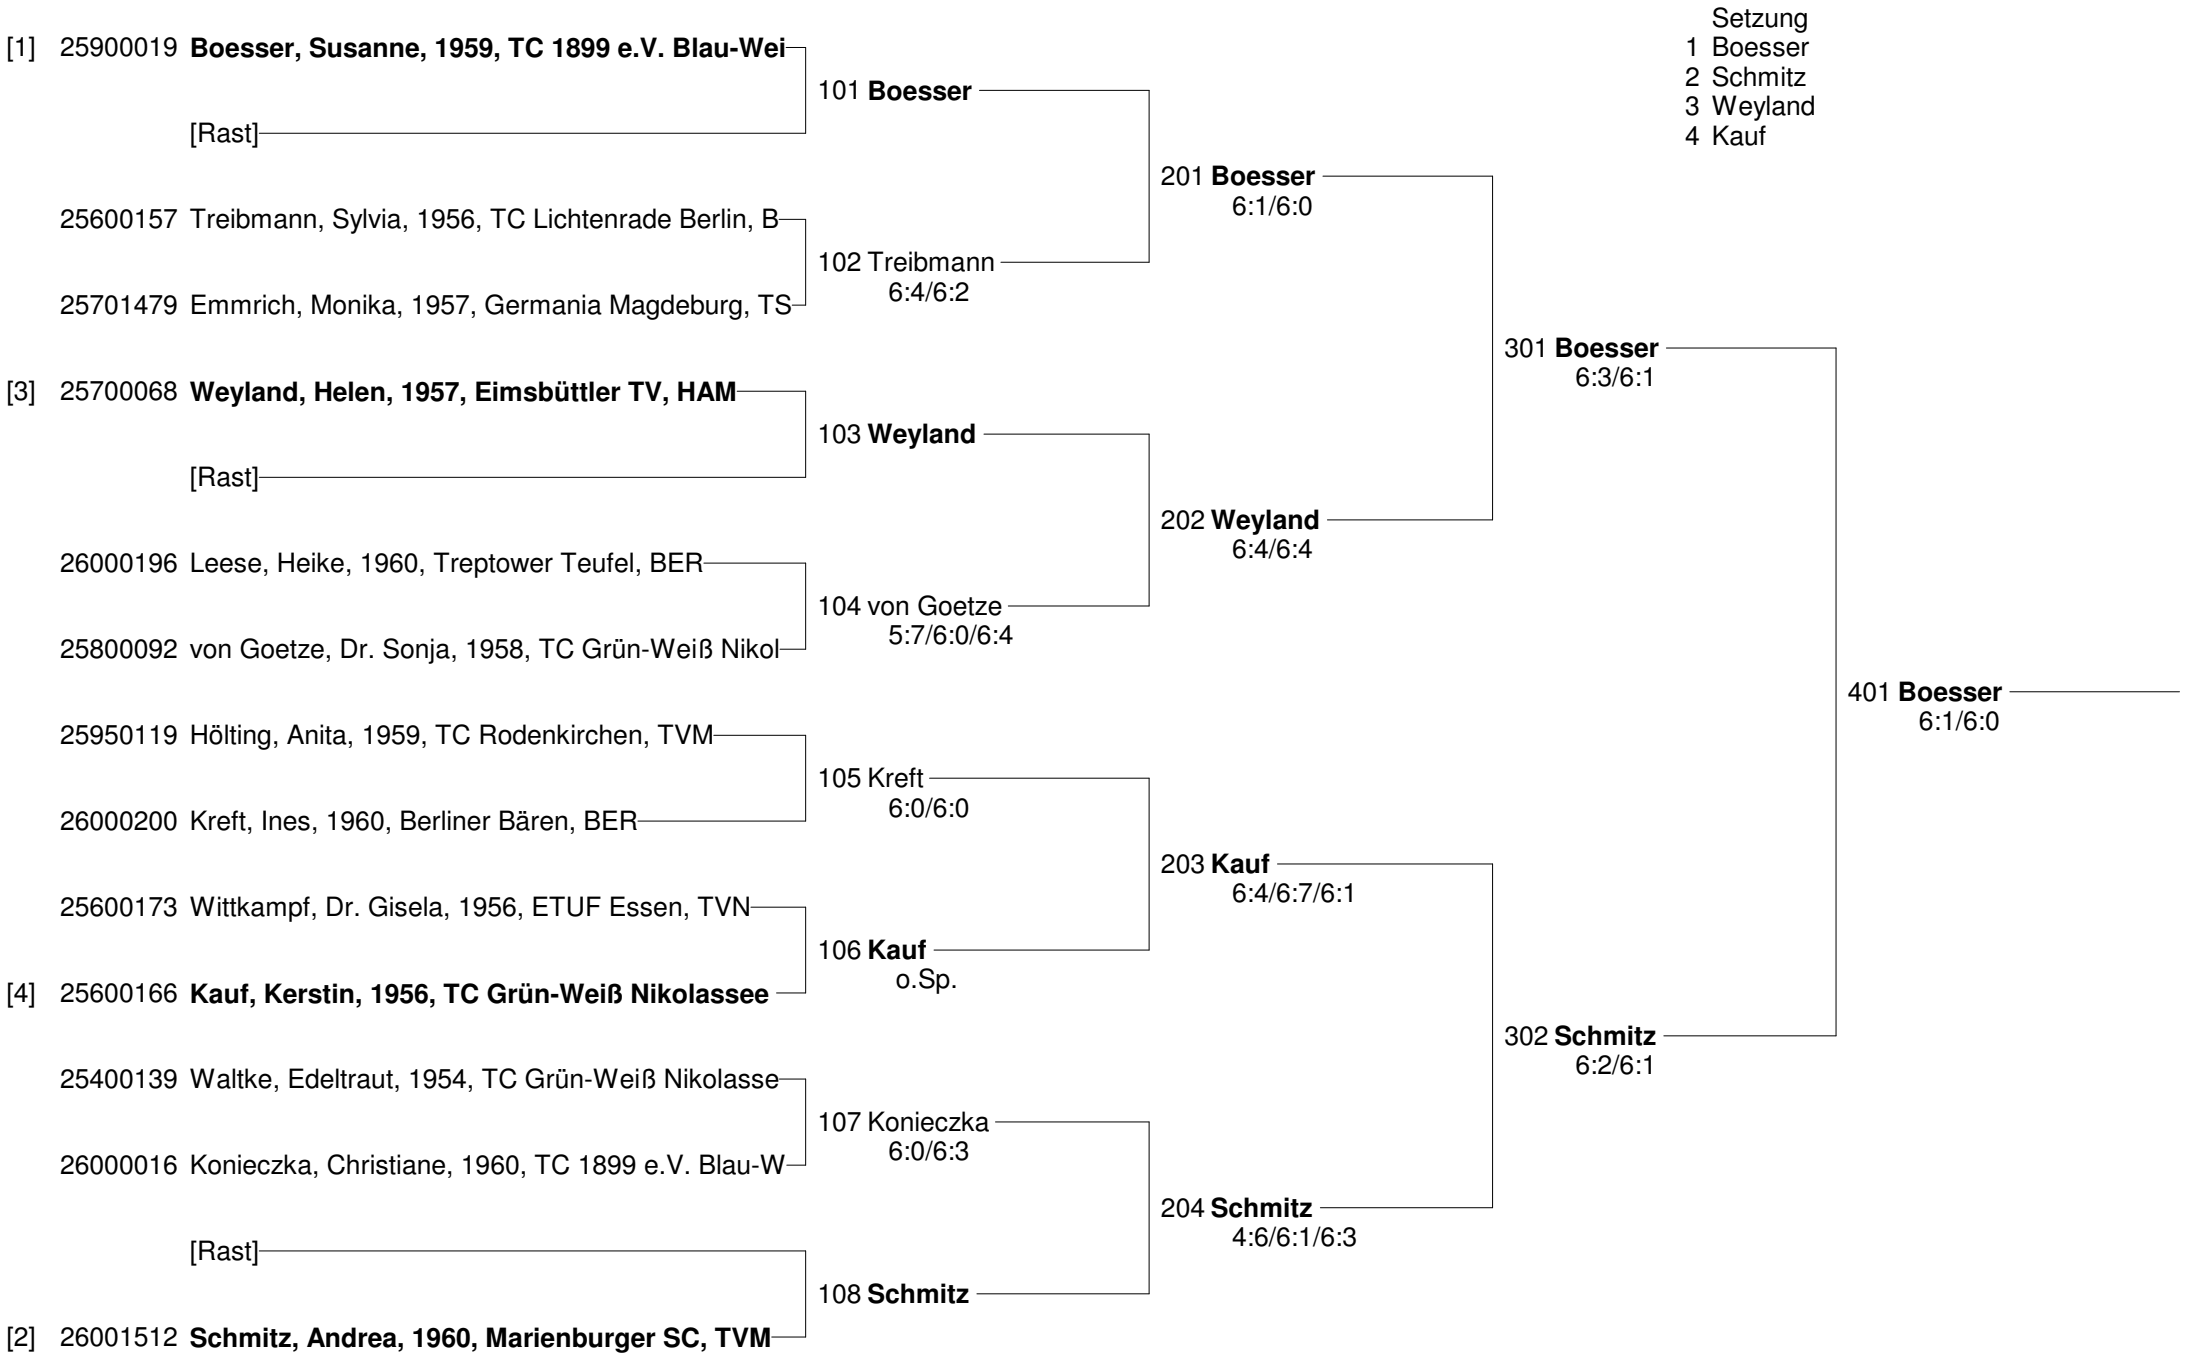 Setzung
1 Boesser
2 Schmitz
3 Weyland
4 Kauf
[1] 25900019 Boesser, Susanne, 1959, TC 1899 e.V. Blau-Wei
[Rast]
25600157 Treibmann, Sylvia, 1956, TC Lichtenrade Berlin, B
25701479 Emmrich, Monika, 1957, Germania Magdeburg, TS
[3] 25700068 Weyland, Helen, 1957, Eimsbüttler TV, HAM
[Rast]
26000196 Leese, Heike, 1960, Treptower Teufel, BER
25800092 von Goetze, Dr. Sonja, 1958, TC Grün-Weiß Nikol
25950119 Hölting, Anita, 1959, TC Rodenkirchen, TVM
26000200 Kreft, Ines, 1960, Berliner Bären, BER
25600173 Wittkampf, Dr. Gisela, 1956, ETUF Essen, TVN
[4] 25600166 Kauf, Kerstin, 1956, TC Grün-Weiß Nikolassee
25400139 Waltke, Edeltraut, 1954, TC Grün-Weiß Nikolasse
26000016 Konieczka, Christiane, 1960, TC 1899 e.V. Blau-W
[Rast]
[2] 26001512 Schmitz, Andrea, 1960, Marienburger SC, TVM
101 Boesser
102 Treibmann
6:4/6:2
103 Weyland
104 von Goetze
5:7/6:0/6:4
105 Kreft
6:0/6:0
106 Kauf
o.Sp.
107 Konieczka
6:0/6:3
108 Schmitz
201 Boesser
6:1/6:0
202 Weyland
6:4/6:4
203 Kauf
6:4/6:7/6:1
204 Schmitz
4:6/6:1/6:3
301 Boesser
6:3/6:1
302 Schmitz
6:2/6:1
401 Boesser
6:1/6:0